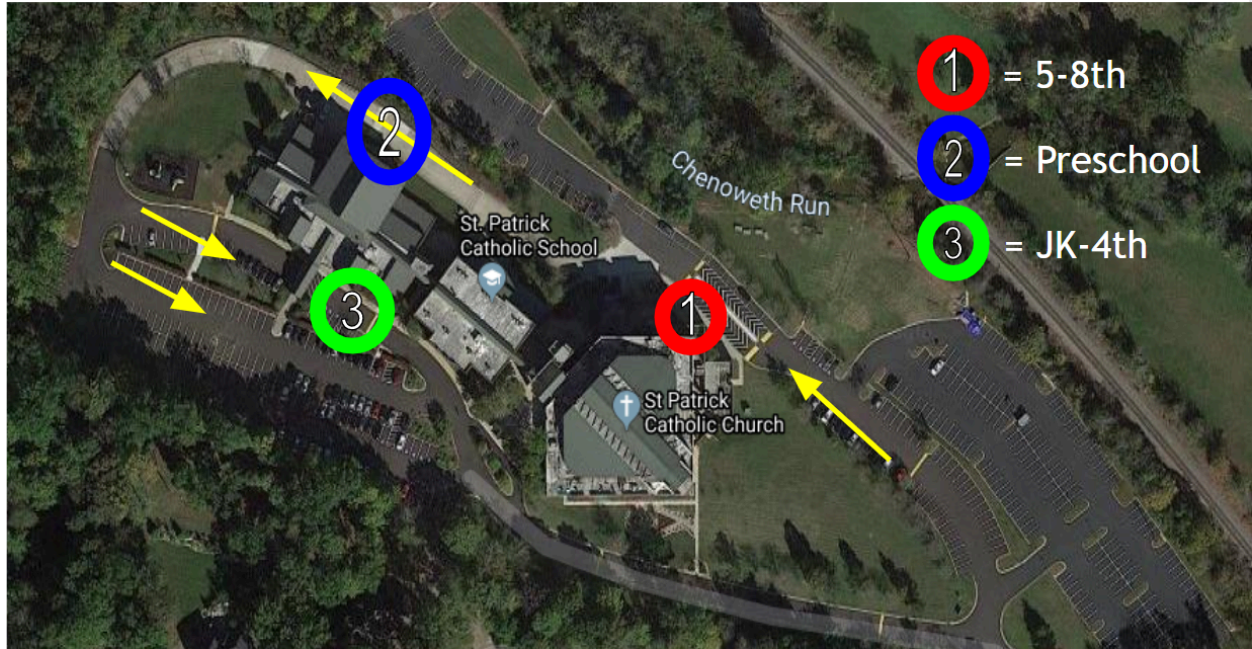 1 = 5-8th
2 = Preschool
3 = JK-4th
2
Chenoweth Run
St. Patrick
Catholic School
3
1
St Patrick
Catholic Church